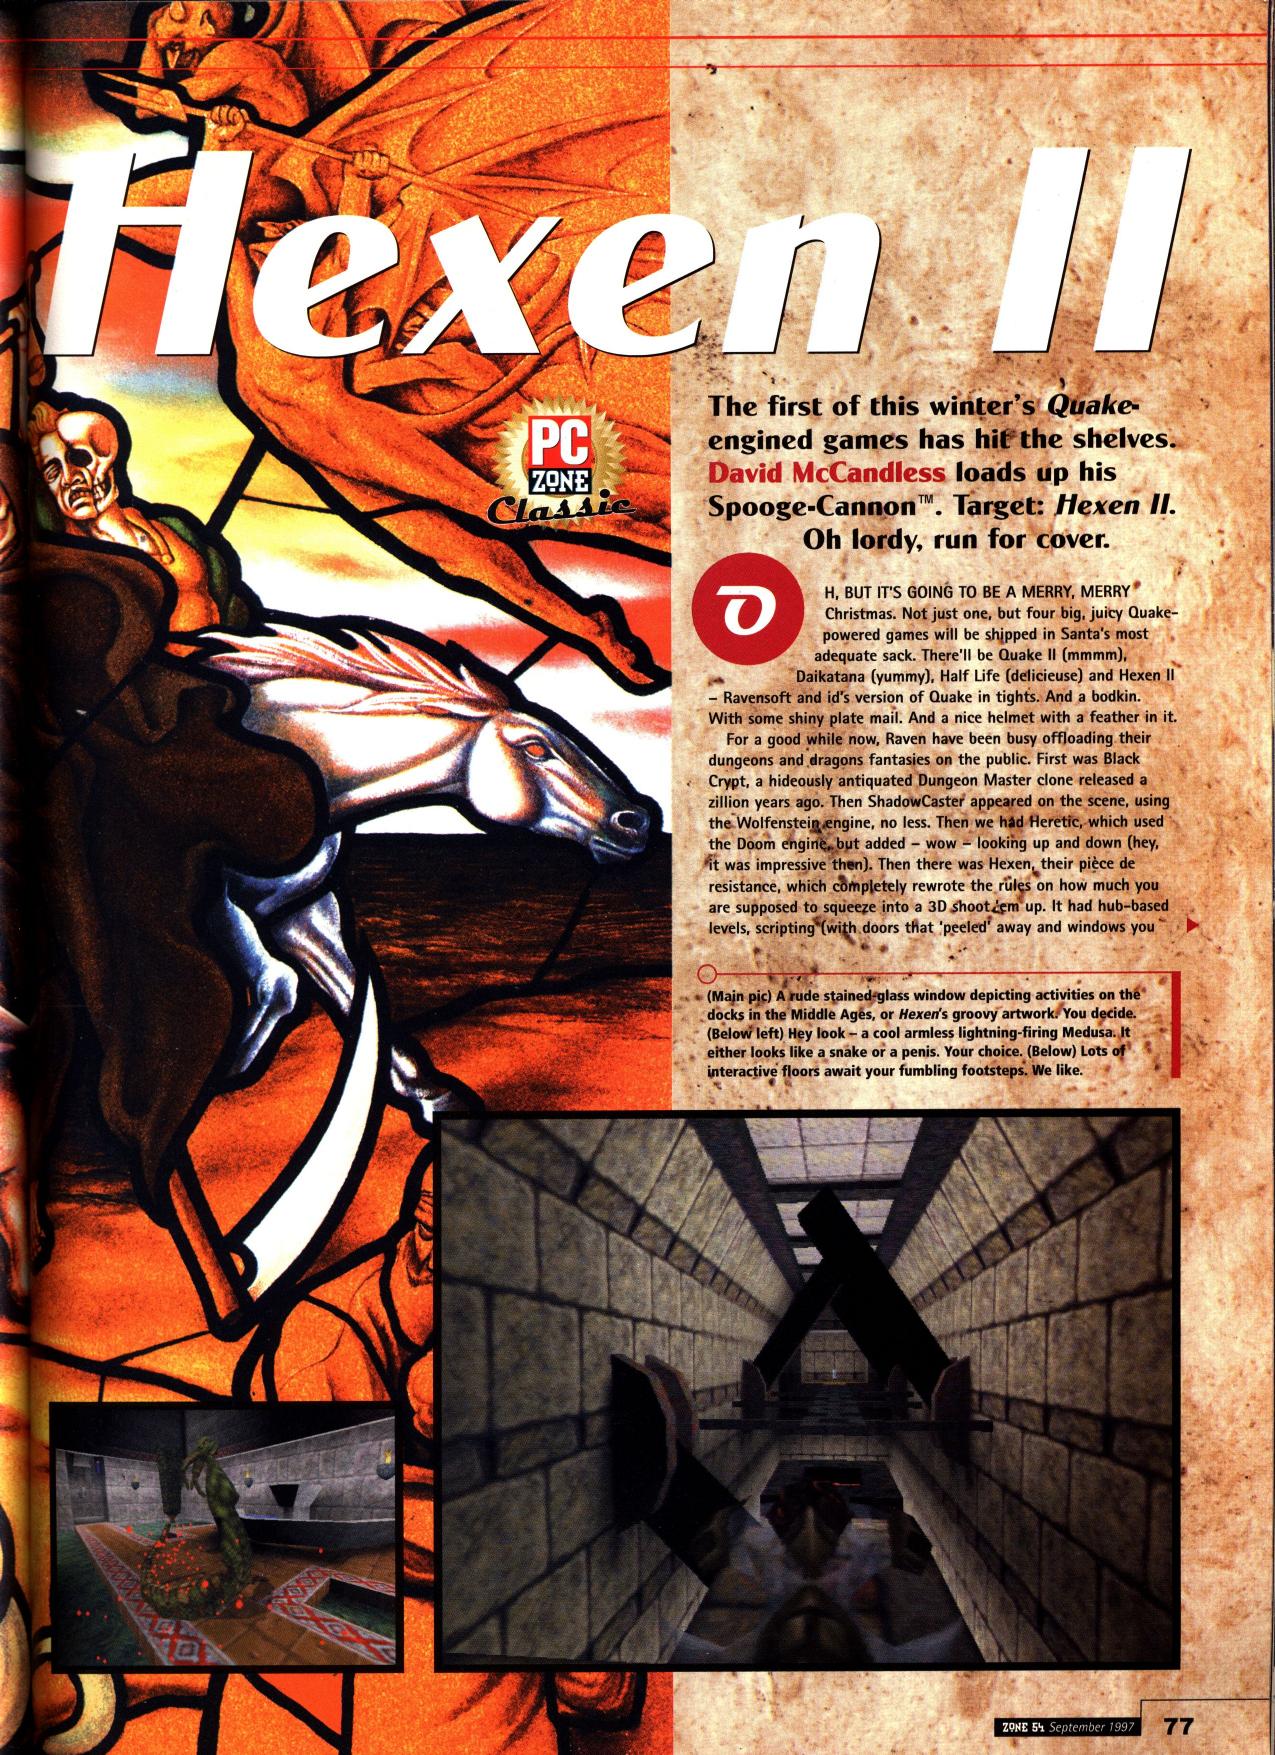 Hexen II
PC
ZONE
Classic
The first of this winter's Quake-
engined games has hit the shelves.
David McCandless loads up his
Spooge-Cannon™. Target: Hexen II.
Oh lordy, run for cover.
OH, BUT IT'S GOING TO BE A MERRY, MERRY
Christmas. Not just one, but four big, juicy Quake-
powered games will be shipped in Santa's most
adequate sack. There'll be Quake II (mmmm),
Daikatana (yummy), Half Life (delicieuse) and Hexen II
– Ravensoft and id's version of Quake in tights. And a bodkin.
With some shiny plate mail. And a nice helmet with a feather in it.
For a good while now, Raven have been busy offloading their
dungeons and dragons fantasies on the public. First was Black
Crypt, a hideously antiquated Dungeon Master clone released a
zillion years ago. Then ShadowCaster appeared on the scene, using
the Wolfenstein engine, no less. Then we had Heretic, which used
the Doom engine, but added – wow – looking up and down (hey,
it was impressive then). Then there was Hexen, their pièce de
resistance, which completely rewrote the rules on how much you
are supposed to squeeze into a 3D shoot 'em up. It had hub-based
levels, scripting (with doors that 'peeled' away and windows you
(Main pic) A rude stained-glass window depicting activities on the
docks in the Middle Ages, or Hexen's groovy artwork. You decide.
(Below left) Hey look – a cool armless lightning-firing Medusa. It
either looks like a snake or a penis. Your choice. (Below) Lots of
interactive floors await your fumbling footsteps. We like.
ZONE 54 September 1997 77